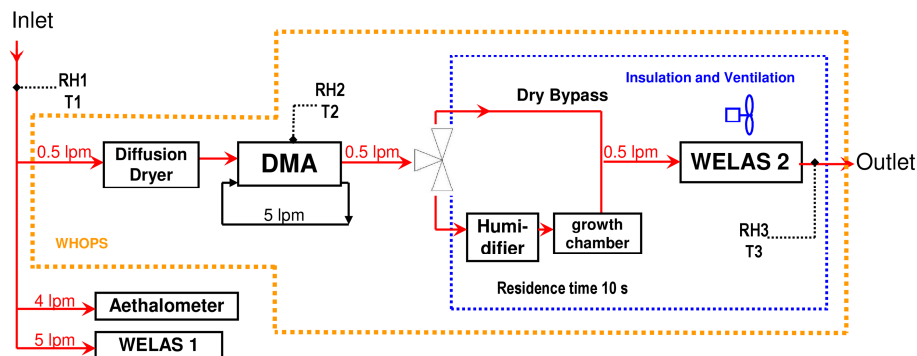 Inlet
RH1
T1
RH2
T2
Insulation and Ventilation
Dry Bypass
0.5 lpm
Diffusion
Dryer
DMA
0.5 lpm
0.5 lpm
WELAS 2
Outlet
5 lpm
Humi-
difier
growth
chamber
RH3
T3
WHOPS
Residence time 10 s
4 lpm
Aethalometer
5 lpm
WELAS 1